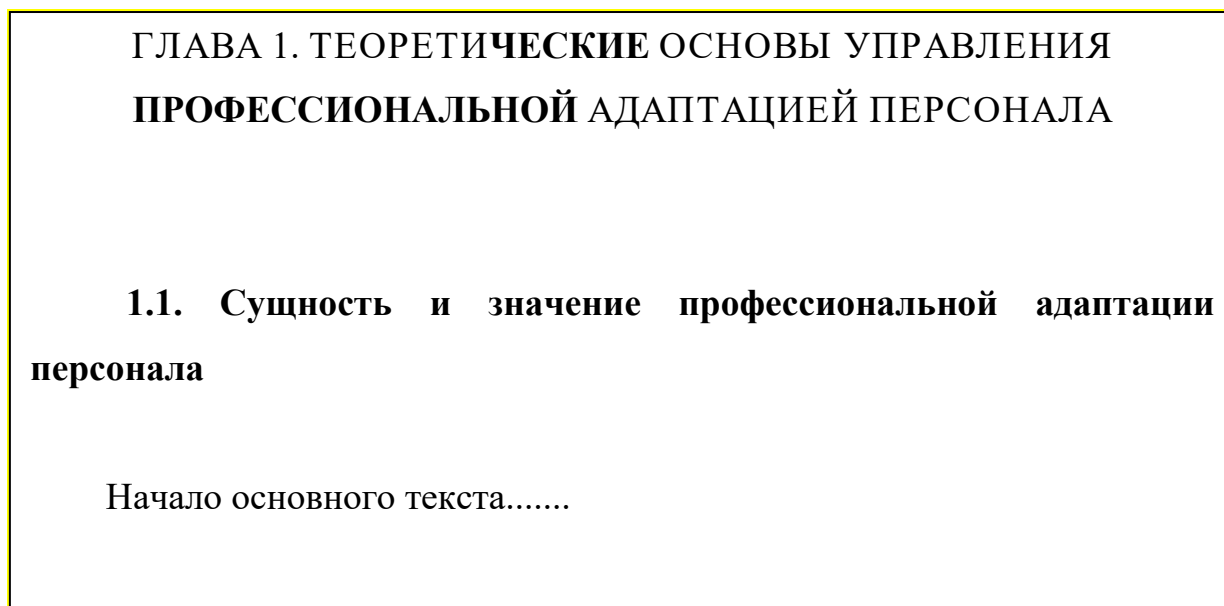 ГЛАВА 1. ТЕОРЕТИЧЕСКИЕ ОСНОВЫ УПРАВЛЕНИЯ
ПРОФЕССИОНАЛЬНОЙ АДАПТАЦИЕЙ ПЕРСОНАЛА
1.1. Сущность и значение профессиональной адаптации
персонала
Начало основного текста.......